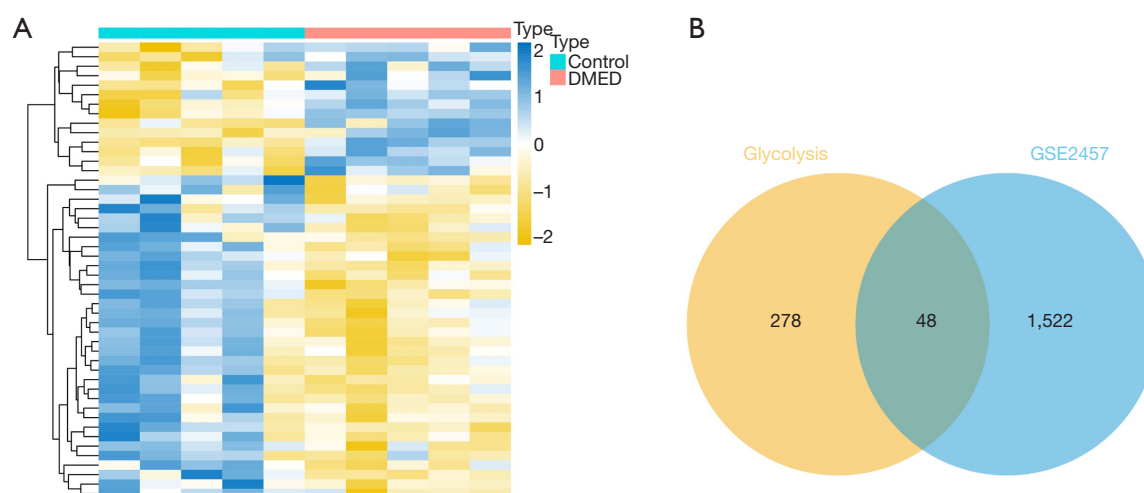 A
Type
2
1
0
−1
−2
Type
Control
DMED
B
Glycolysis
GSE2457
278
48
1,522